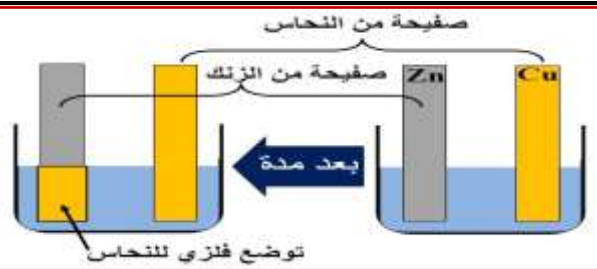 صفيحة من النحاس
صفيحة من الزنك
Zn
Cu
بعد مدة
توضع فلزي للنحاس